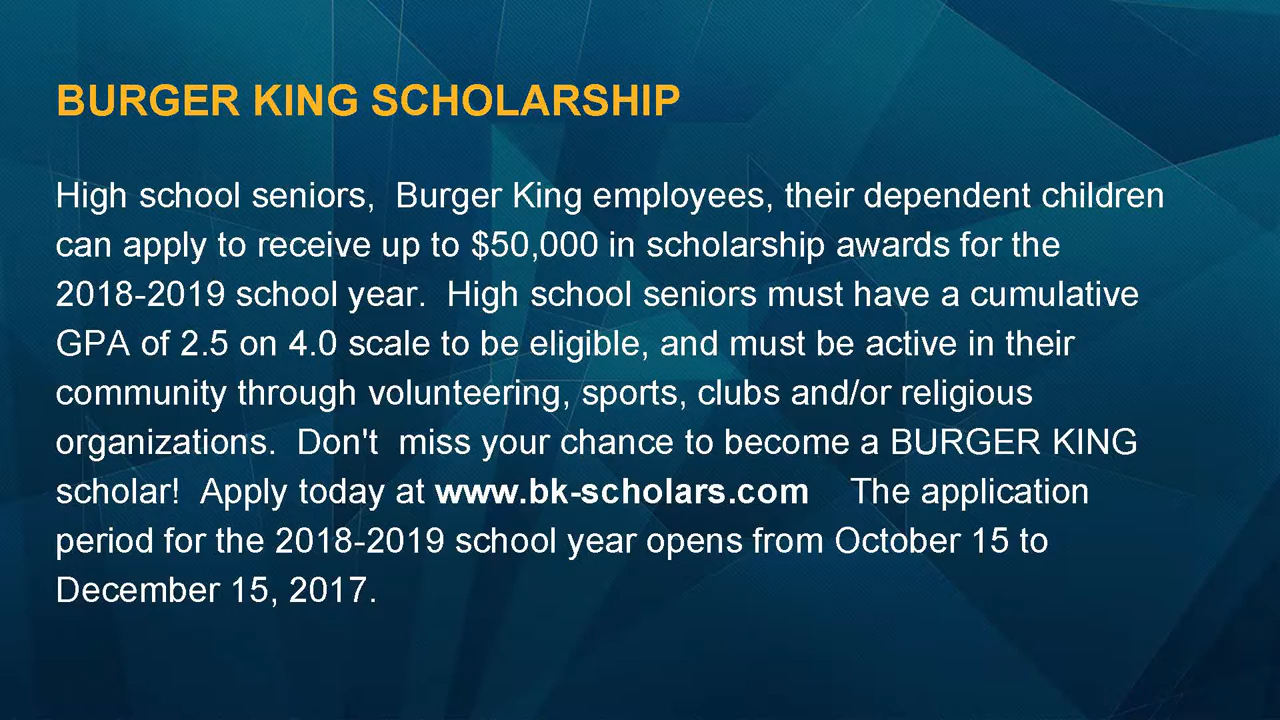 BURGER KING SCHOLARSHIP
High school seniors,  Burger King employees, their dependent children
can apply to receive up to $50,000 in scholarship awards for the
2018-2019 school year.  High school seniors must have a cumulative
GPA of 2.5 on 4.0 scale to be eligible, and must be active in their
community through volunteering, sports, clubs and/or religious
organizations.  Don't  miss your chance to become a BURGER KING
scholar!  Apply today at www.bk-scholars.com    The application
period for the 2018-2019 school year opens from October 15 to
December 15, 2017.